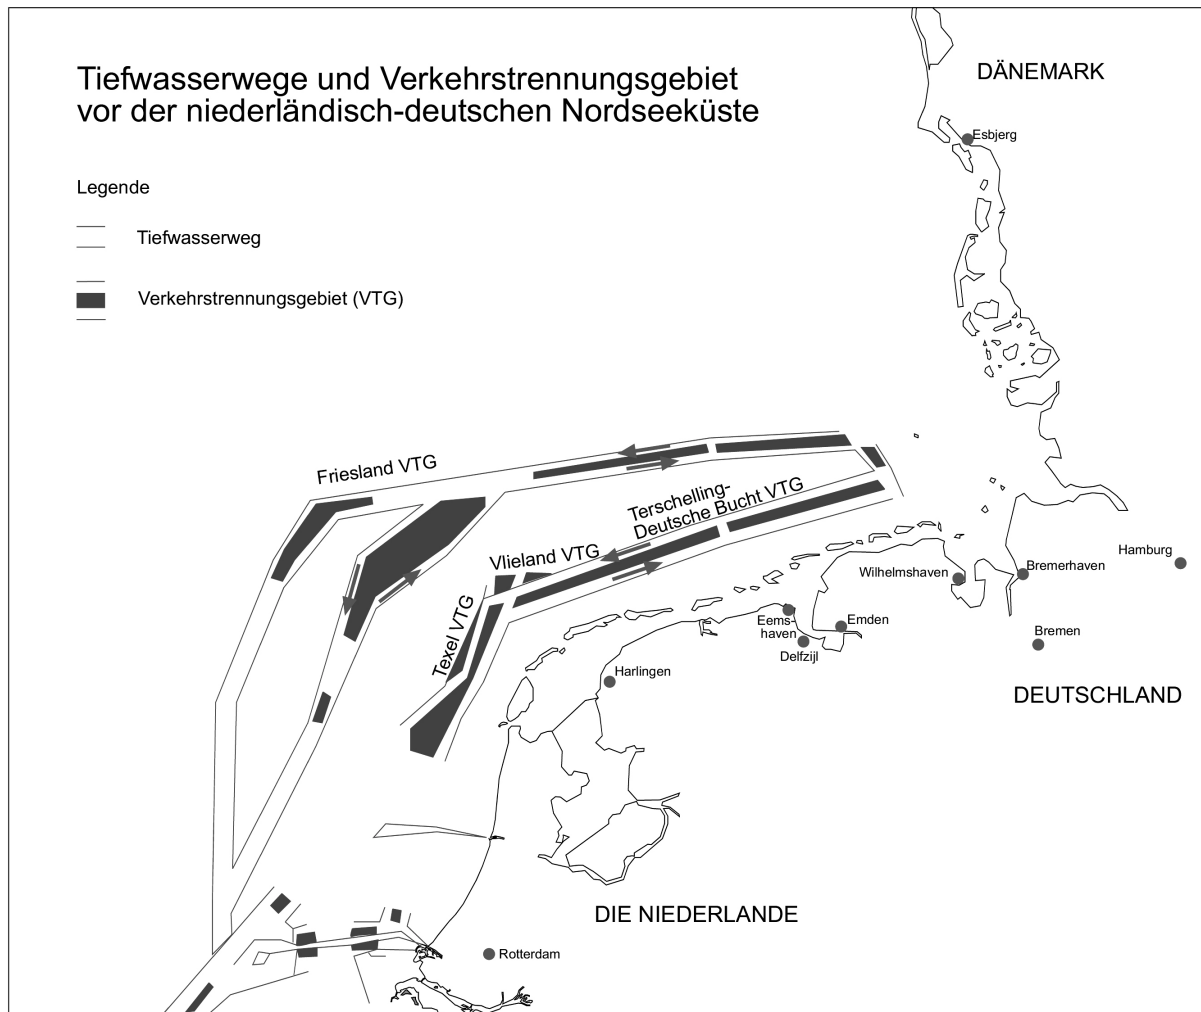 Tiefwasserwege und Verkehrstrennungsgebiet
vor der niederländisch-deutschen Nordseeküste
DÄNEMARK
Esbjerg
Legende
Tiefwasserweg
Verkehrstrennungsgebiet (VTG)
Friesland VTG
Terschelling-
Deutsche Bucht VTG
Vlieland VTG
Texel VTG
Hamburg
Wilhelmshaven
Bremerhaven
Eems-
haven
Emden
Bremen
Delfzijl
Harlingen
DEUTSCHLAND
DIE NIEDERLANDE
Rotterdam